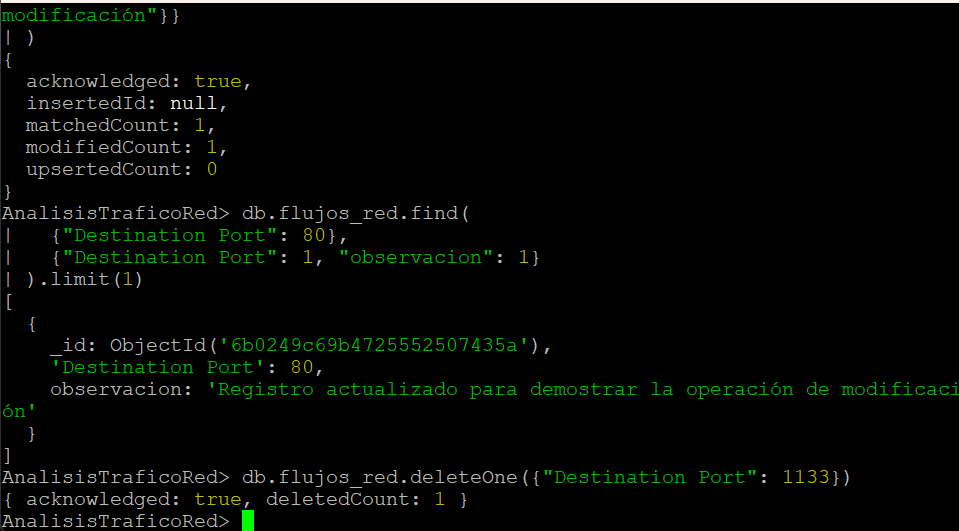 modificación"}}
| )
{
  acknowledged: true,
  insertedId: null,
  matchedCount: 1,
  modifiedCount: 1,
  upsertedCount: 0
}
AnalisisTraficoRed> db.flujos_red.find(
|   {"Destination Port": 80},
|   {"Destination Port": 1, "observacion": 1}
| ).limit(1)
[
  {
    _id: ObjectId('6b0249c69b4725552507435a'),
    'Destination Port': 80,
    observacion: 'Registro actualizado para demostrar la operación de modificaci
ón'
  }
]
AnalisisTraficoRed> db.flujos_red.deleteOne({"Destination Port": 1133})
{ acknowledged: true, deletedCount: 1 }
AnalisisTraficoRed>